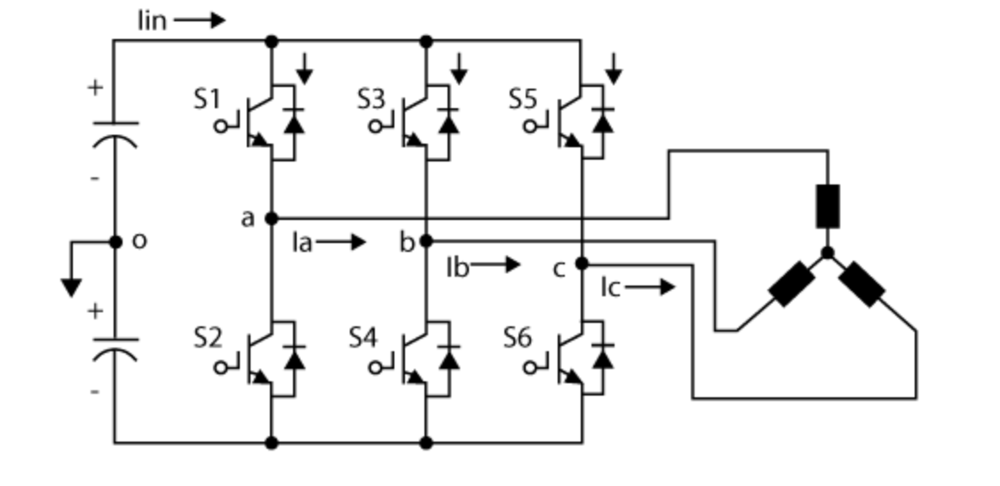 Iin
+
S1
S3
S5
-
a
o
Ia
b
Ib
c
Ic
+
S2
S4
S6
-